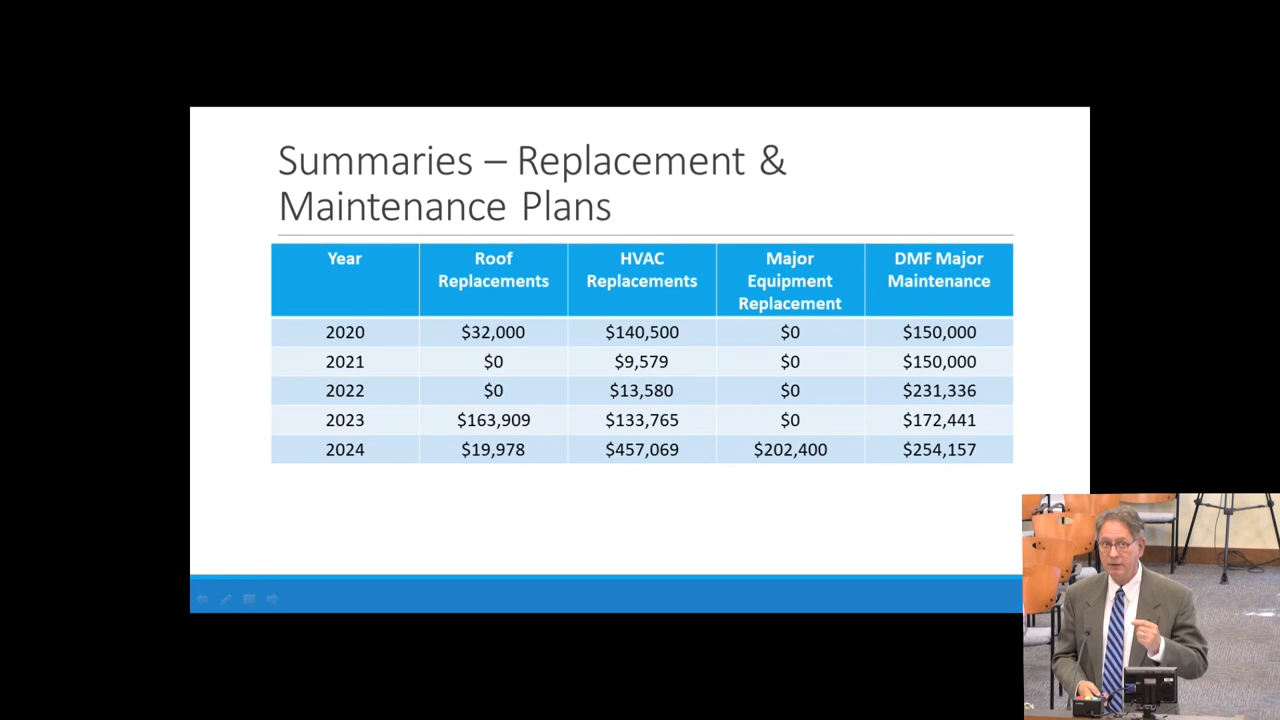 Summaries – Replacement &
Maintenance Plans
Year Roof Replacements HVAC Replacements Major Equipment Replacement DMF Major Maintenance
2020 $32,000 $140,500 $0 $150,000
2021 $0 $9,579 $0 $150,000
2022 $0 $13,580 $0 $231,336
2023 $163,909 $133,765 $0 $172,441
2024 $19,978 $457,069 $202,400 $254,157